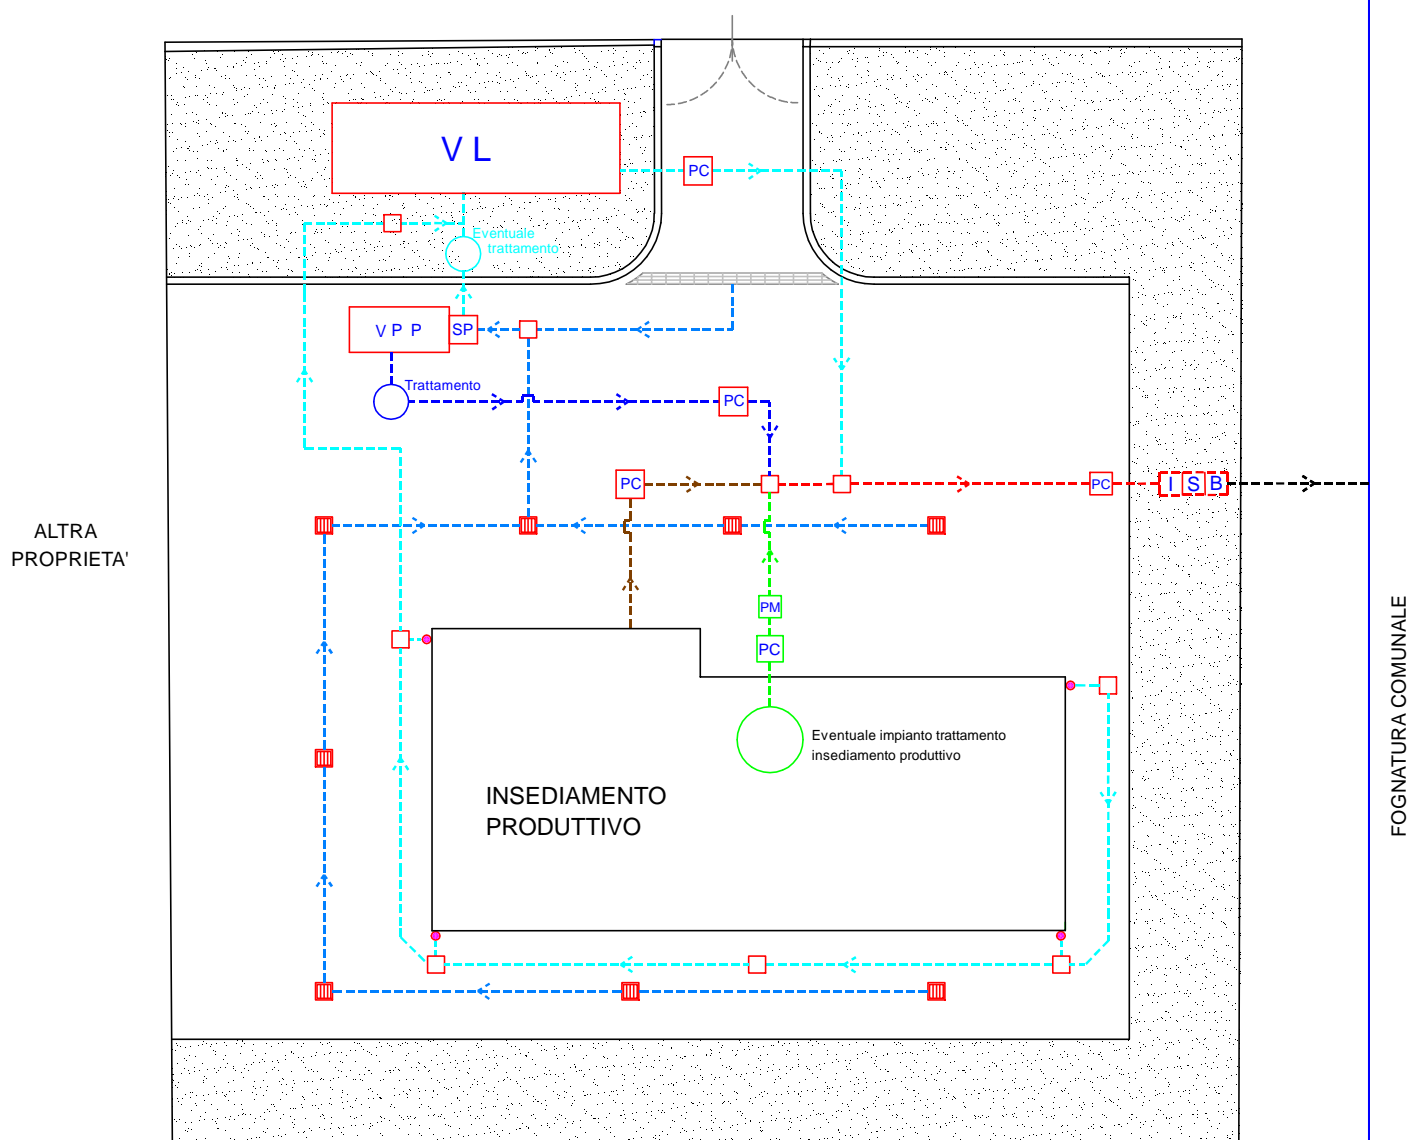 V L
PC
Eventuale
trattamento
V P P
SP
Trattamento
PC
PC
PC
I S B
ALTRA
PROPRIETA'
PM
PC
Eventuale impianto trattamento
insediamento produttivo
INSEDIAMENTO
PRODUTTIVO
FOGNATURA COMUNALE